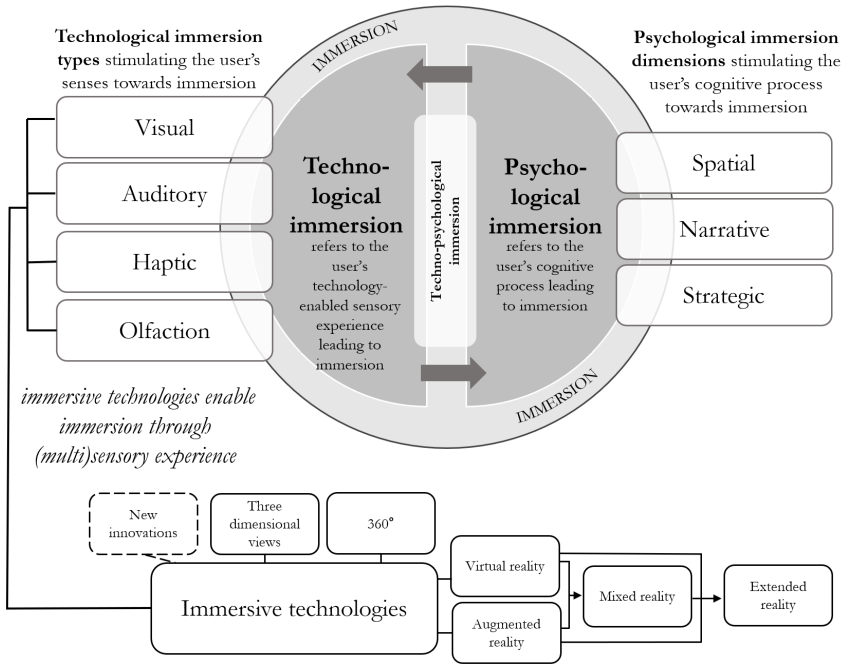 Technological immersion
types stimulating the user's
senses towards immersion
Visual
Auditory
Haptic
Olfaction
immersive technologies enable
immersion through
(multi)sensory experience
IMMERSION
Techno-
logical
immersion
refers to the
user's
technology-
enabled sensory
experience
leading to
immersion
Techno-psychological
immersion
Psycho-
logical
immersion
refers to the
user's cognitive
process leading
to immersion
IMMERSION
Psychological immersion
dimensions stimulating the
user's cognitive process
towards immersion
Spatial
Narrative
Strategic
New
innovations
Three
dimensional
views
360°
Immersive technologies
Virtual reality
Augmented
reality
Mixed reality
Extended
reality